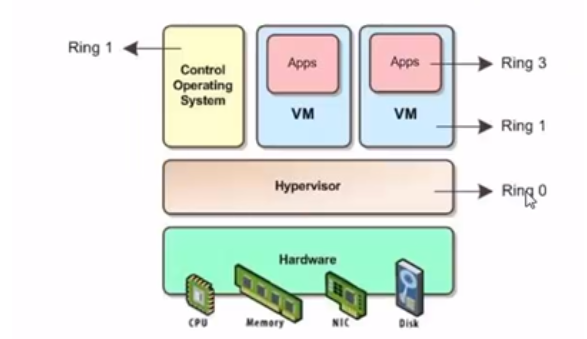 Ring 1
Control
Operating
System
Apps
VM
Apps
VM
Ring 3
Ring 1
Hypervisor
Ring 0
Hardware
CPU
Memory
NIC
Disk